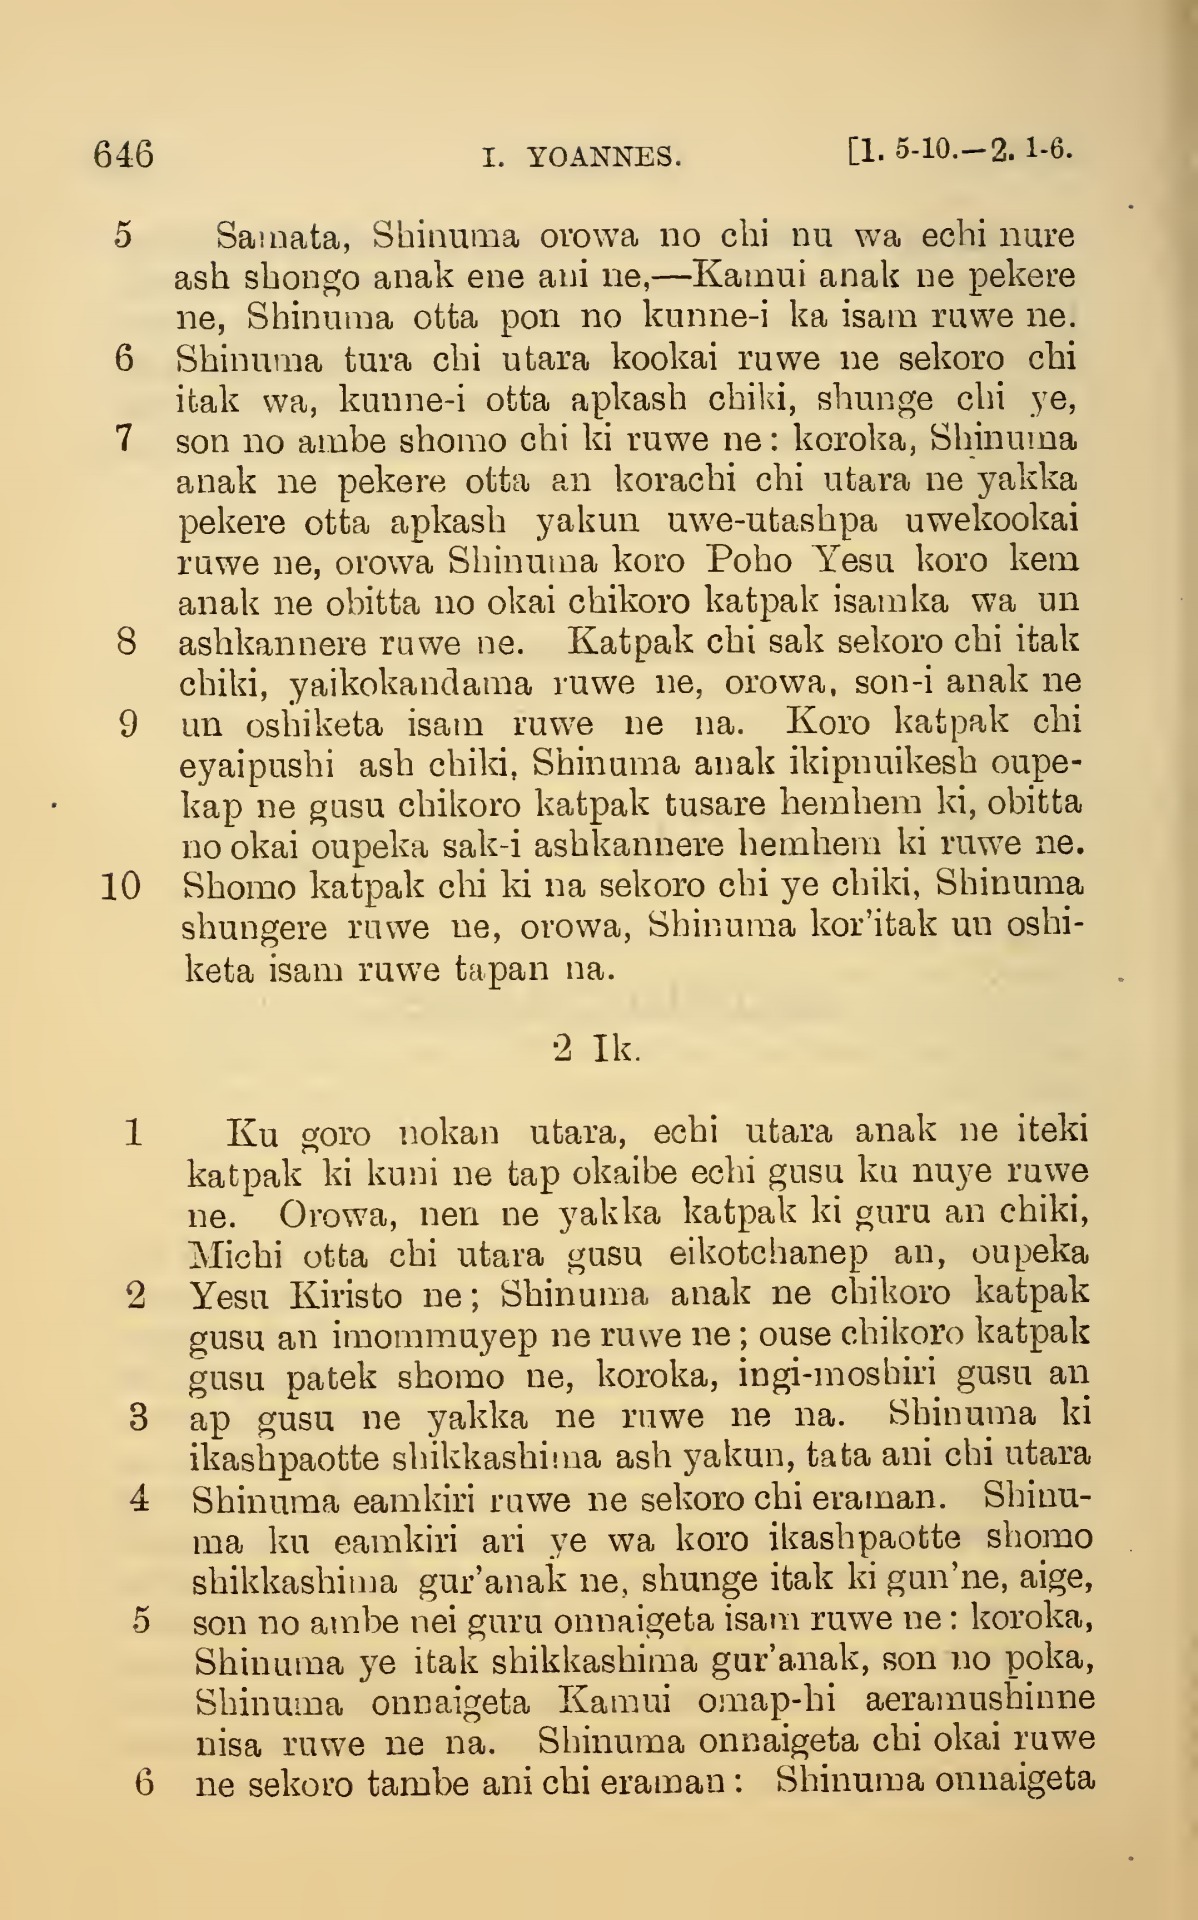 646 I. YOANNES. [1. 5-10.—2. 1-6.
5 Samata, Shinuma orowa no chi nu wa echi nure
ash shongo anak ene ani ne,—Kamui anak ne pekere
ne, Shinuma otta pon no kunne-i ka isam ruwe ne.
6 Shinuma tura chi utara kookai ruwe ne sekoro chi
itak wa, kunne-i otta apkash chiki, shunge chi ye,
7 son no ambe shomo chi ki ruwe ne: koroka, Shinuma
anak ne pekere otta an korachi chi utara ne yakka
pekere otta apkash yakun uwe-utashpa uwekookai
ruwe ne, orowa Shinuma koro Poho Yesu koro kem
anak ne obitta no okai chikoro katpak isamka wa un
8 ashkannere ruwe ne. Katpak chi sak sekoro chi itak
chiki, yaikokandama ruwe ne, orowa, son-i anak ne
9 un oshiketa isam ruwe ne na. Koro katpak chi
eyaipushi ash chiki, Shinuma anak ikipnuikesh oupe-
kap ne gusu chikoro katpak tusare hemhem ki, obitta
no okai oupeka sak-i ashkannere hemhem ki ruwe ne.
10 Shomo katpak chi ki na sekoro chi ye chiki, Shinuma
shungere ruwe ne, orowa, Shinuma kor'itak un oshi-
keta isam ruwe tapan na.
2 Ik.
1 Ku goro nokan utara, echi utara anak ne iteki
katpak ki kuni ne tap okaibe echi gusu ku nuye ruwe
ne. Orowa, nen ne yakka katpak ki guru an chiki,
Michi otta chi utara gusu eikotchanep an, oupeka
2 Yesu Kiristo ne; Shinuma anak ne chikoro katpak
gusu an imommuyep ne ruwe ne; ouse chikoro katpak
gusu patek shomo ne, koroka, ingi-moshiri gusu an
3 ap gusu ne yakka ne ruwe ne na. Shinuma ki
ikashpaotte shikkashima ash yakun, tata ani chi utara
4 Shinuma eamkiri ruwe ne sekoro chi eraman. Shinu-
ma ku eamkiri ari ye wa koro ikashpaotte shomo
shikkashima gur'anak ne, shunge itak ki gun'ne, aige,
5 son no ambe nei guru onnaigeta isam ruwe ne: koroka,
Shinuma ye itak shikkashima gur'anak, son no poka,
Shinuma onnaigeta Kamui omap-hi aeramushinne
nisa ruwe ne na. Shinuma onnaigeta chi okai ruwe
6 ne sekoro tambe ani chi eraman: Shinuma onnaigeta